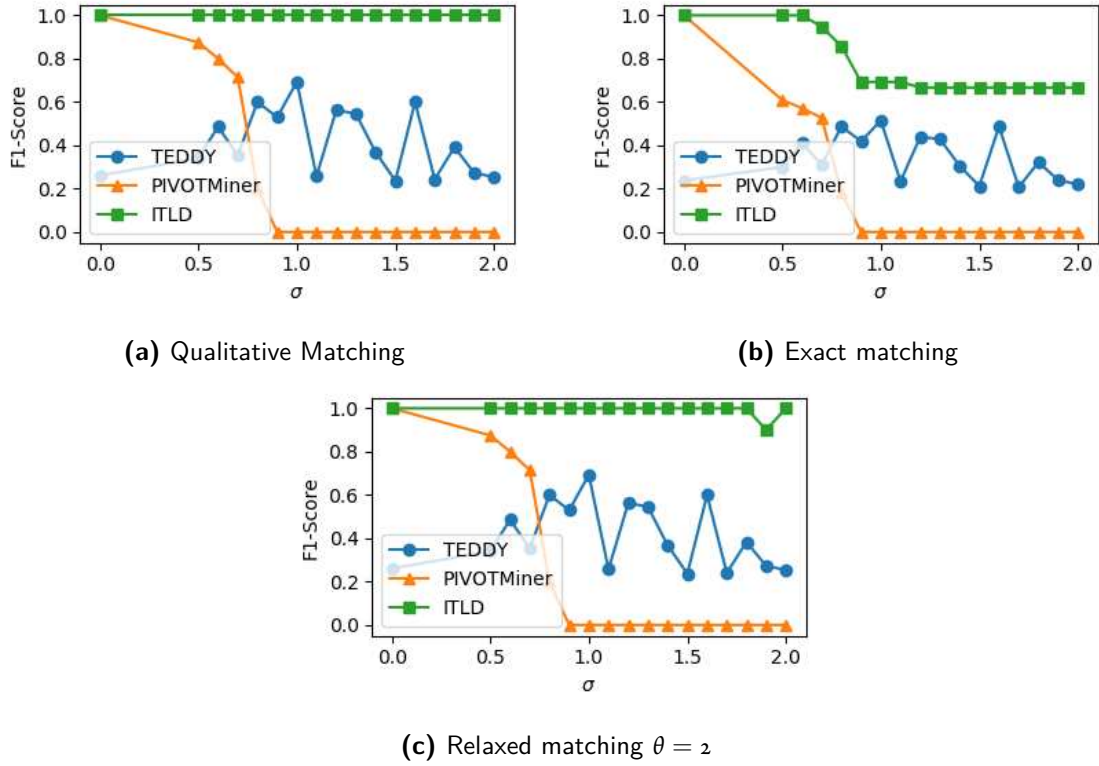 1.0
0.8
0.6
0.4
0.2
0.0
F1-Score
TEDDY
PIVOTMiner
ITLD
0.0 0.5 1.0 1.5 2.0
σ
(a) Qualitative Matching
1.0
0.8
0.6
0.4
0.2
0.0
F1-Score
TEDDY
PIVOTMiner
ITLD
0.0 0.5 1.0 1.5 2.0
σ
(b) Exact matching
1.0
0.8
0.6
0.4
0.2
0.0
F1-Score
TEDDY
PIVOTMiner
ITLD
0.0 0.5 1.0 1.5 2.0
σ
(c) Relaxed matching θ = 2